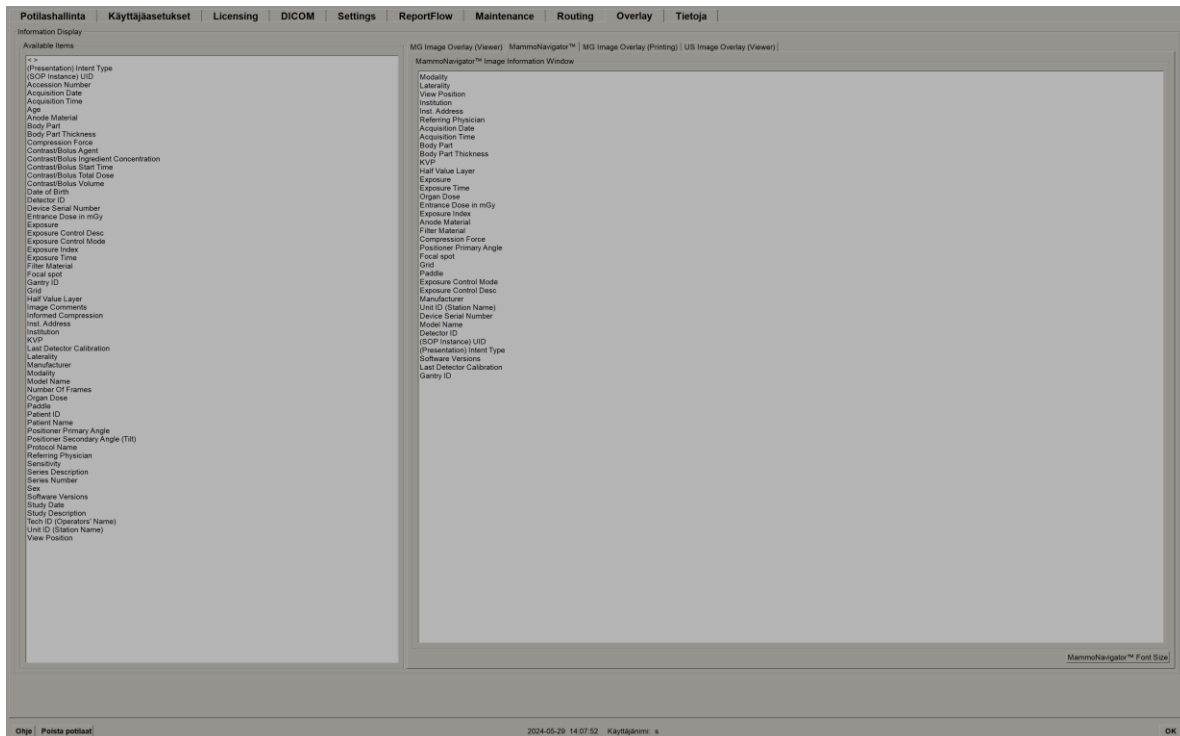 Potilashallinta Käyttäjäasetukset Licensing DICOM Settings ReportFlow Maintenance Routing Overlay Tietoja
Information Display
Available Items
< >
(Presentation) Intent Type
(SOP Instance) UID
Accession Number
Acquisition Date
Acquisition Time
Age
Anode Material
Body Part
Body Part Thickness
Compression Force
Contrast/Bolus Agent
Contrast/Bolus Ingredient Concentration
Contrast/Bolus Start Time
Contrast/Bolus Total Dose
Contrast/Bolus Volume
Date of Birth
Detector ID
Device Serial Number
Entrance Dose in mGy
Exposure
Exposure Control Desc
Exposure Control Mode
Exposure Index
Exposure Time
Filter Material
Focal spot
Gantry ID
Grid
Half Value Layer
Image Comments
Informed Compression
Inst. Address
Institution
KVP
Last Detector Calibration
Laterality
Manufacturer
Modality
Model Name
Number Of Frames
Organ Dose
Paddle
Patient ID
Patient Name
Positioner Primary Angle
Positioner Secondary Angle (Tilt)
Protocol Name
Referring Physician
Sensitivity
Series Description
Series Number
Sex
Software Versions
Study Date
Study Description
Tech ID (Operators' Name)
Unit ID (Station Name)
View Position
MG Image Overlay (Viewer) MammoNavigator™ MG Image Overlay (Printing) US Image Overlay (Viewer)
MammoNavigator™ Image Information Window
Modality
Laterality
View Position
Institution
Inst. Address
Referring Physician
Acquisition Date
Acquisition Time
Body Part
Body Part Thickness
KVP
Half Value Layer
Exposure
Exposure Time
Organ Dose
Entrance Dose in mGy
Exposure Index
Anode Material
Filter Material
Compression Force
Positioner Primary Angle
Focal spot
Grid
Paddle
Exposure Control Mode
Exposure Control Desc
Manufacturer
Unit ID (Station Name)
Device Serial Number
Model Name
Detector ID
(SOP Instance) UID
(Presentation) Intent Type
Software Versions
Last Detector Calibration
Gantry ID
MammoNavigator™ Font Size
Ohje Poista potilaat 2024-05-29 14:07:52 Käyttäjänimi: s OK